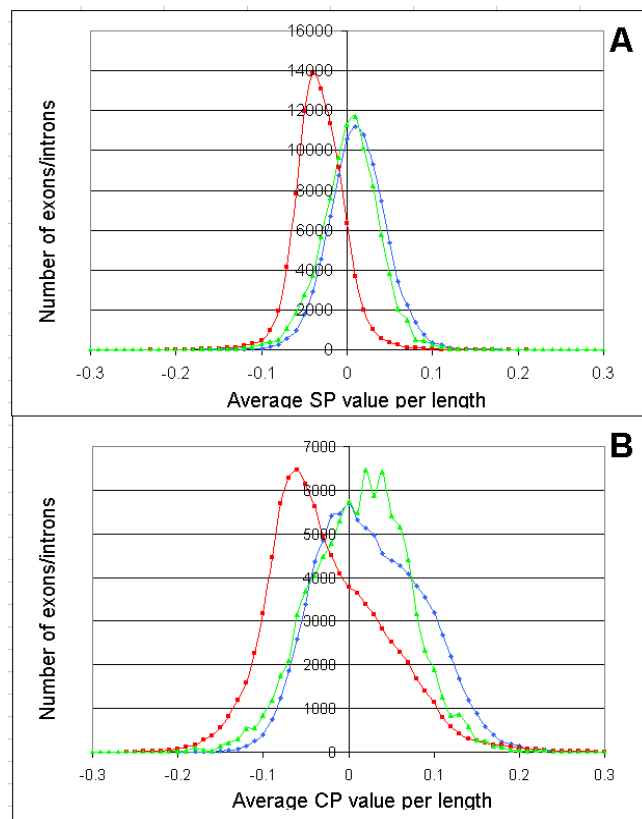 A
16000
14000
12000
10000
8000
6000
4000
2000
0
-0.3 -0.2 -0.1 0 0.1 0.2 0.3
Number of exons/introns
Average SP value per length
B
7000
6000
5000
4000
3000
2000
1000
0
-0.3 -0.2 -0.1 0 0.1 0.2 0.3
Number of exons/introns
Average CP value per length